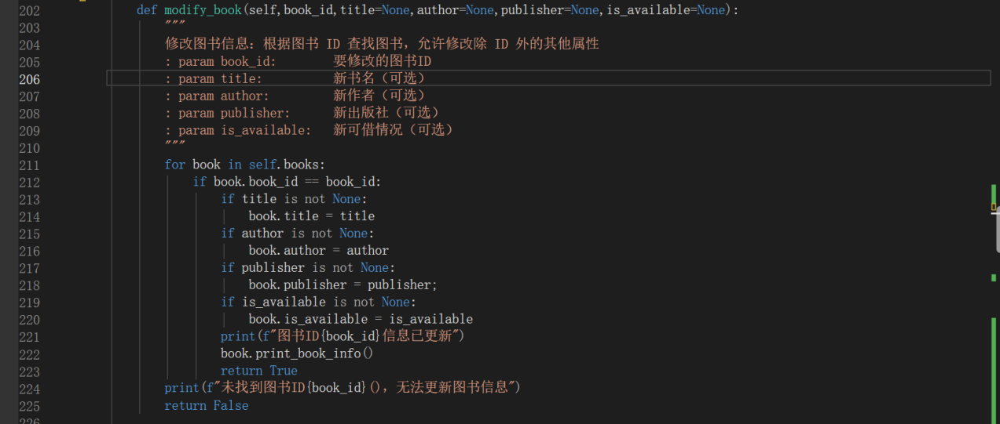 202 def modify_book(self,book_id,title=None,author=None,publisher=None,is_available=None):
203 """
204 修改图书信息：根据图书 ID 查找图书，允许修改除 ID 外的其他属性
205 : param book_id: 要修改的图书ID
206 : param title: 新书名（可选）
207 : param author: 新作者（可选）
208 : param publisher: 新出版社（可选）
209 : param is_available: 新可借情况（可选）
210 """
211 for book in self.books:
212 if book.book_id == book_id:
213 if title is not None:
214 book.title = title
215 if author is not None:
216 book.author = author
217 if publisher is not None:
218 book.publisher = publisher;
219 if is_available is not None:
220 book.is_available = is_available
221 print(f"图书ID{book_id}信息已更新")
222 book.print_book_info()
223 return True
224 print(f"未找到图书ID{book_id}()，无法更新图书信息")
225 return False
226